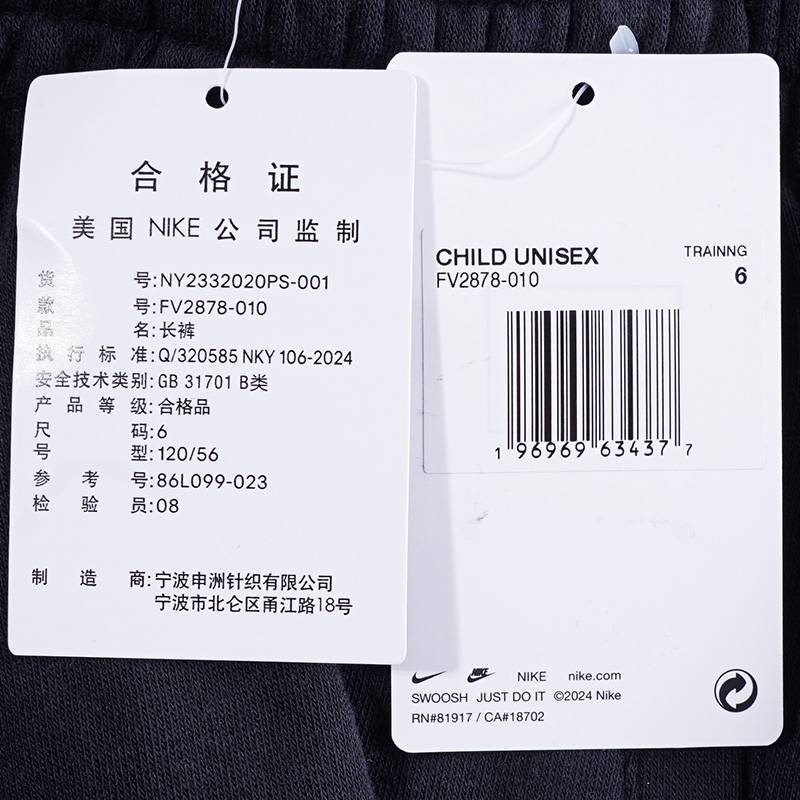 合格证
美国 NIKE 公司监制
货 号:NY2332020PS-001
款 号:FV2878-010
品 名:长裤
执行标准:Q/320585 NKY 106-2024
安全技术类别:GB 31701 B类
产品等级:合格品
尺 码:6
号 型:120/56
参考号:86L099-023
检验员:08
制造商:宁波申洲针织有限公司
宁波市北仑区甬江路18号
CHILD UNISEX
TRAINNG
FV2878-010
6
1 96969 63437 7
NIKE nike.com
SWOOSH JUST DO IT ©2024 Nike
RN#81917 / CA#18702